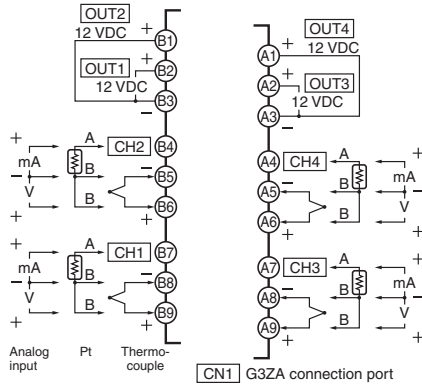 OUT2
12 VDC
+
B1
OUT1
+
B2
12 VDC
B3
−
B4
+
A
CH2
mA
B
−
B5
−
V
B
B6
+
+
B7
+
A
CH1
mA
B
−
B8
−
V
B
B9
+
+
Analog input
Pt
Thermo-
couple
OUT4
+
12 VDC
A1
+
OUT3
A2
12 VDC
A3
−
A4
CH4
A
+
A5
−
B
mA
−
A6
B
V
+
+
A7
CH3
A
+
A8
−
B
mA
−
A9
B
V
+
+
CN1 G3ZA connection port